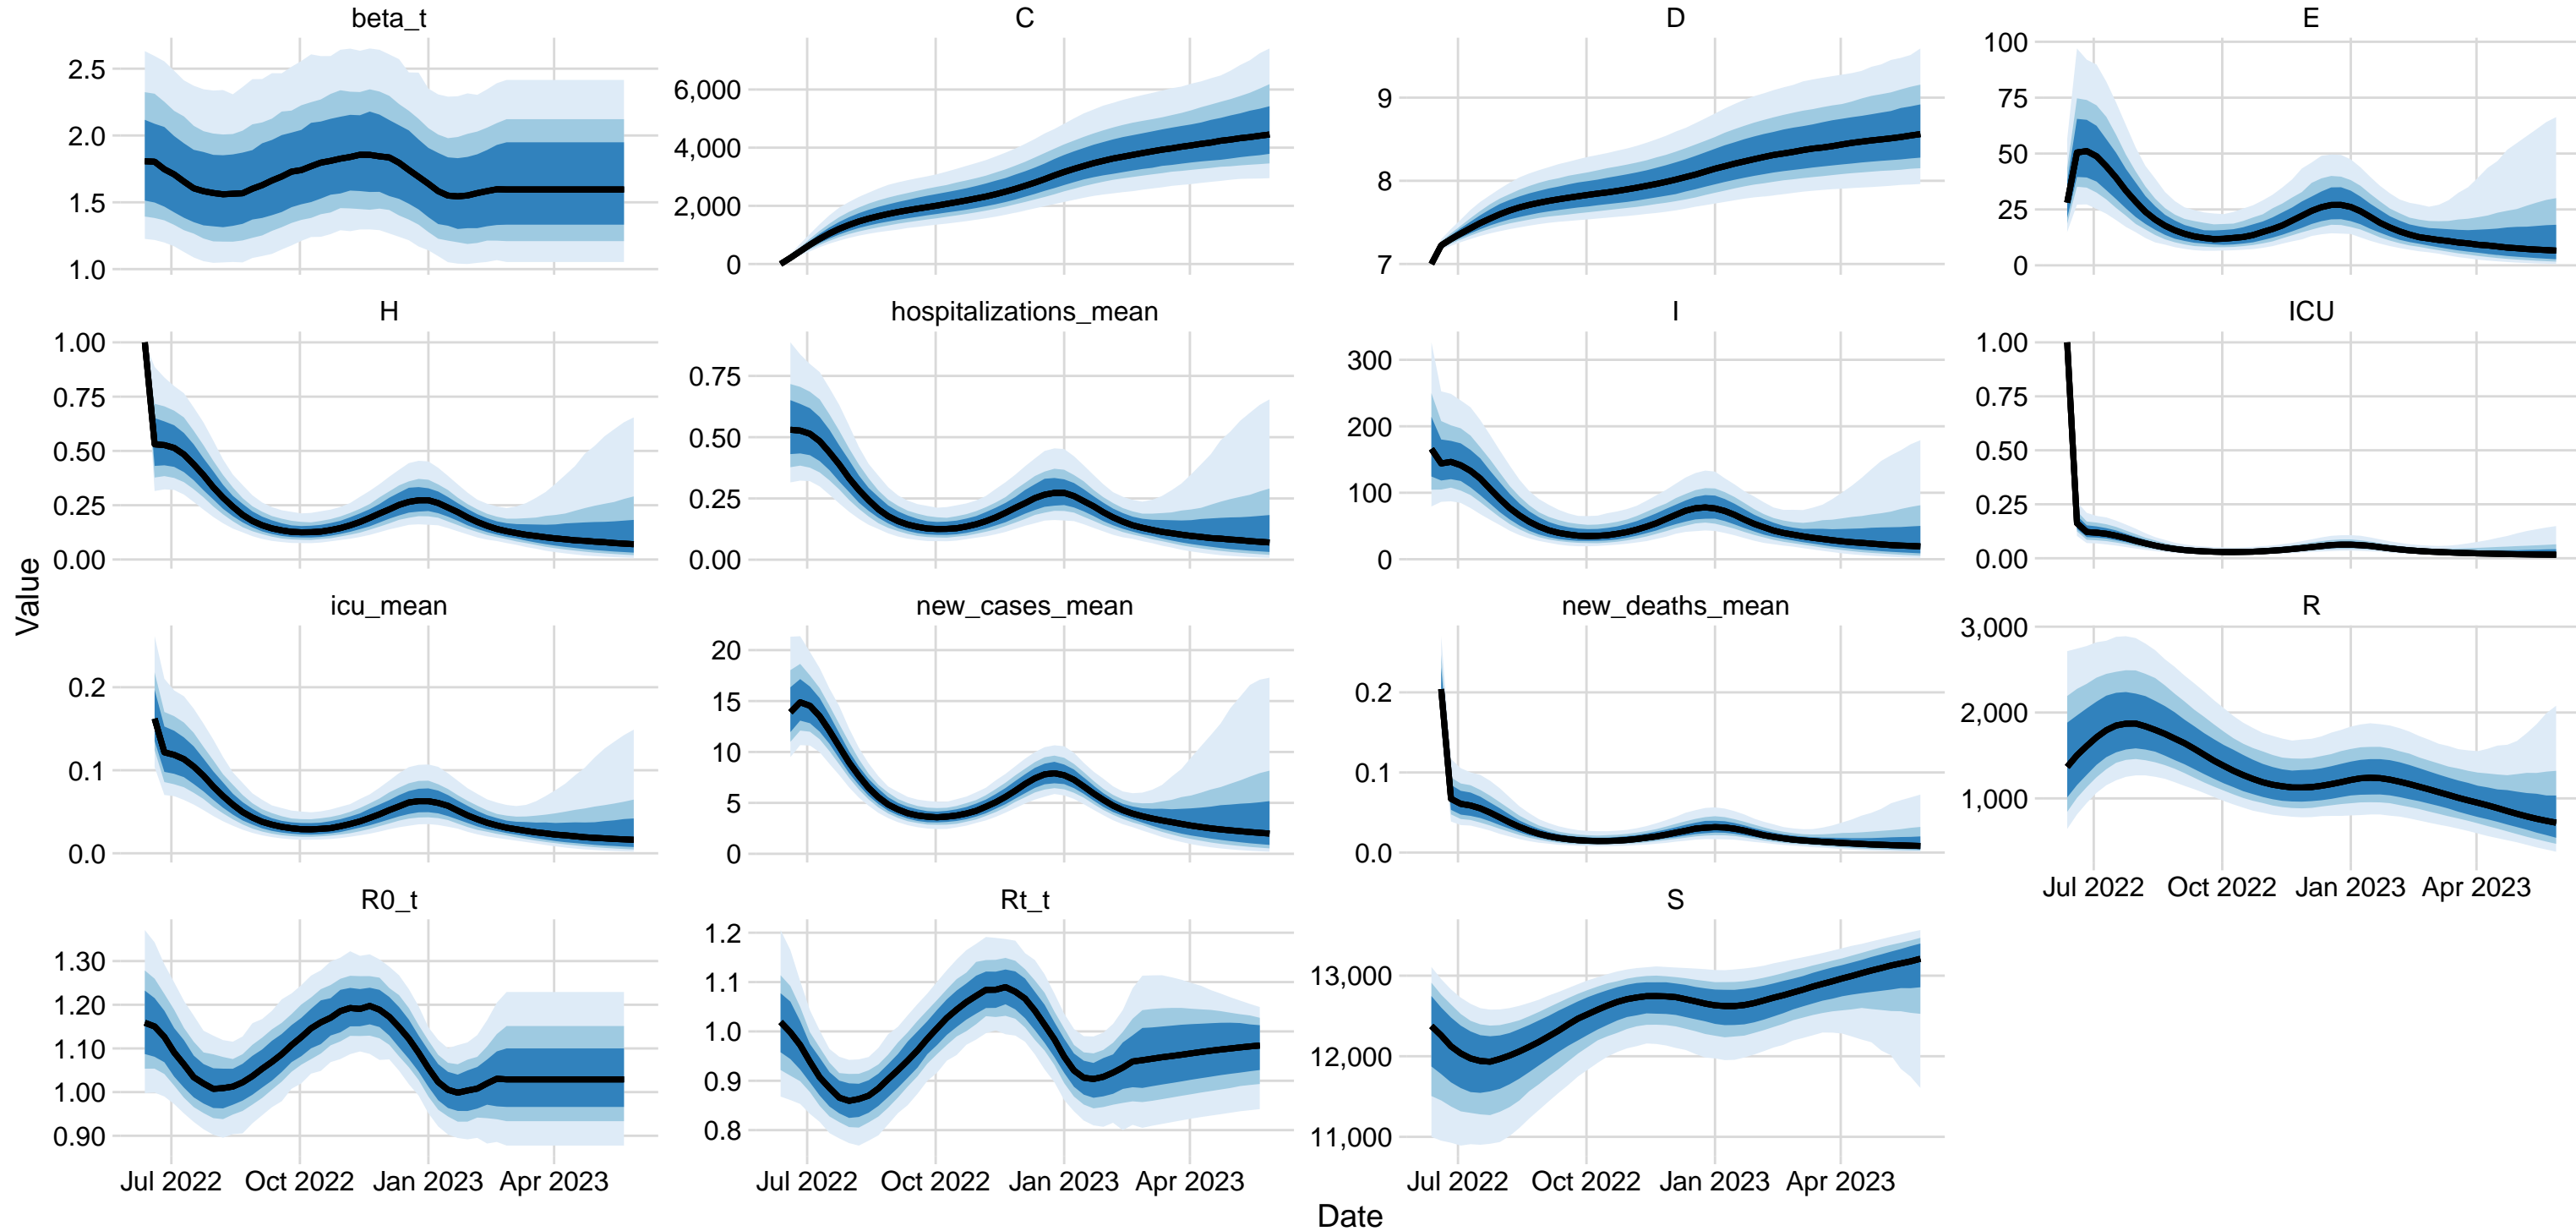 beta_t
C
D
E
2.5
2.0
1.5
1.0
6,000
4,000
2,000
0
9
8
7
100
75
50
25
0
H
hospitalizations_mean
I
ICU
1.00
0.75
0.50
0.25
0.00
0.75
0.50
0.25
0.00
300
200
100
0
1.00
0.75
0.50
0.25
0.00
Value
icu_mean
new_cases_mean
new_deaths_mean
R
0.2
0.1
0.0
20
15
10
5
0
0.2
0.1
0.0
3,000
2,000
1,000
Jul 2022 Oct 2022 Jan 2023 Apr 2023
R0_t
Rt_t
S
1.30
1.20
1.10
1.00
0.90
1.2
1.1
1.0
0.9
0.8
13,000
12,000
11,000
Jul 2022 Oct 2022 Jan 2023 Apr 2023
Jul 2022 Oct 2022 Jan 2023 Apr 2023
Jul 2022 Oct 2022 Jan 2023 Apr 2023
Date